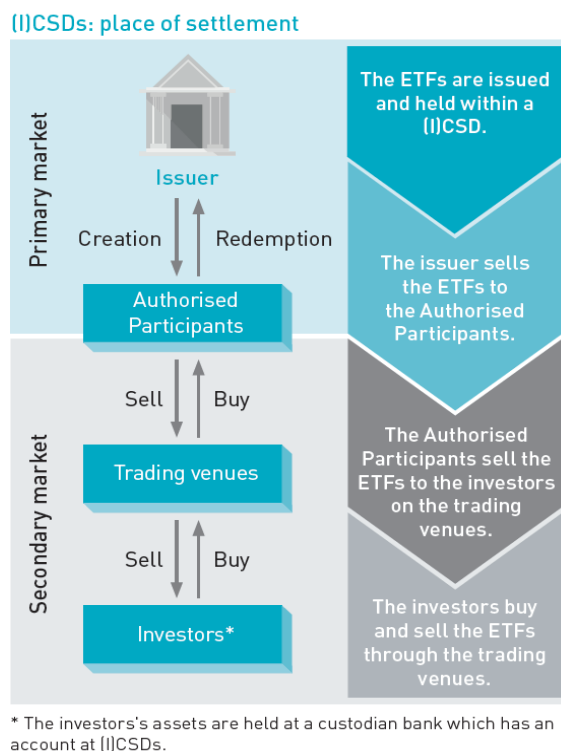 (I)CSDs: place of settlement
Primary market
Issuer
Creation
Redemption
Authorised
Participants
The ETFs are issued
and held within a
(I)CSD.
The issuer sells
the ETFs to
the Authorised
Participants.
Secondary market
Sell
Buy
Trading venues
Sell
Buy
Investors*
The Authorised
Participants sell the
ETFs to the investors
on the trading
venues.
The investors buy
and sell the ETFs
through the trading
venues.
* The investors's assets are held at a custodian bank which has an
account at (I)CSDs.